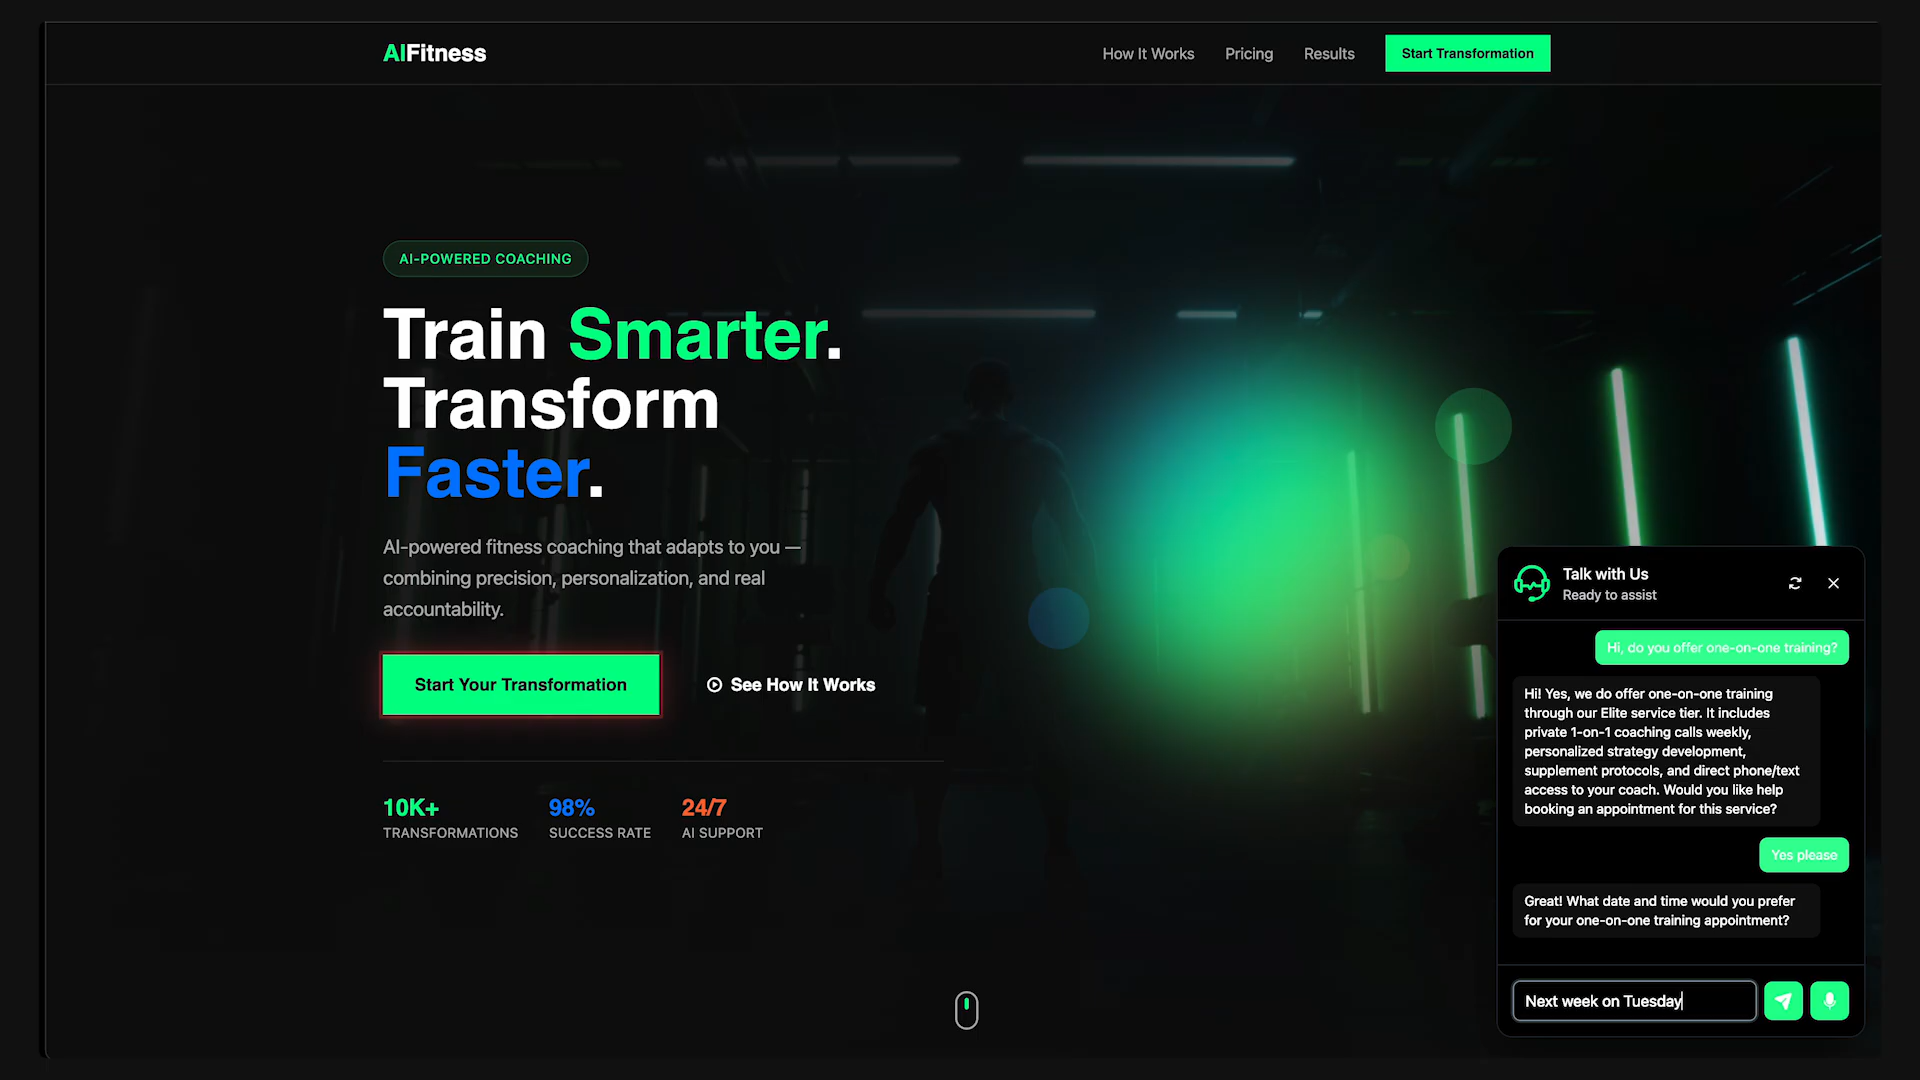 AIFitness
How It Works
Pricing
Results
Start Transformation
AI-POWERED COACHING
Train Smarter.
Transform
Faster.
AI-powered fitness coaching that adapts to you —
combining precision, personalization, and real
accountability.
Start Your Transformation
See How It Works
10K+
TRANSFORMATIONS
98%
SUCCESS RATE
24/7
AI SUPPORT
Talk with Us
Ready to assist
Hi, do you offer one-on-one training?
Hi! Yes, we do offer one-on-one training
through our Elite service tier. It includes
private 1-on-1 coaching calls weekly,
personalized strategy development,
supplement protocols, and direct phone/text
access to your coach. Would you like help
booking an appointment for this service?
Yes please
Great! What date and time would you prefer
for your one-on-one training appointment?
Next week on Tuesday